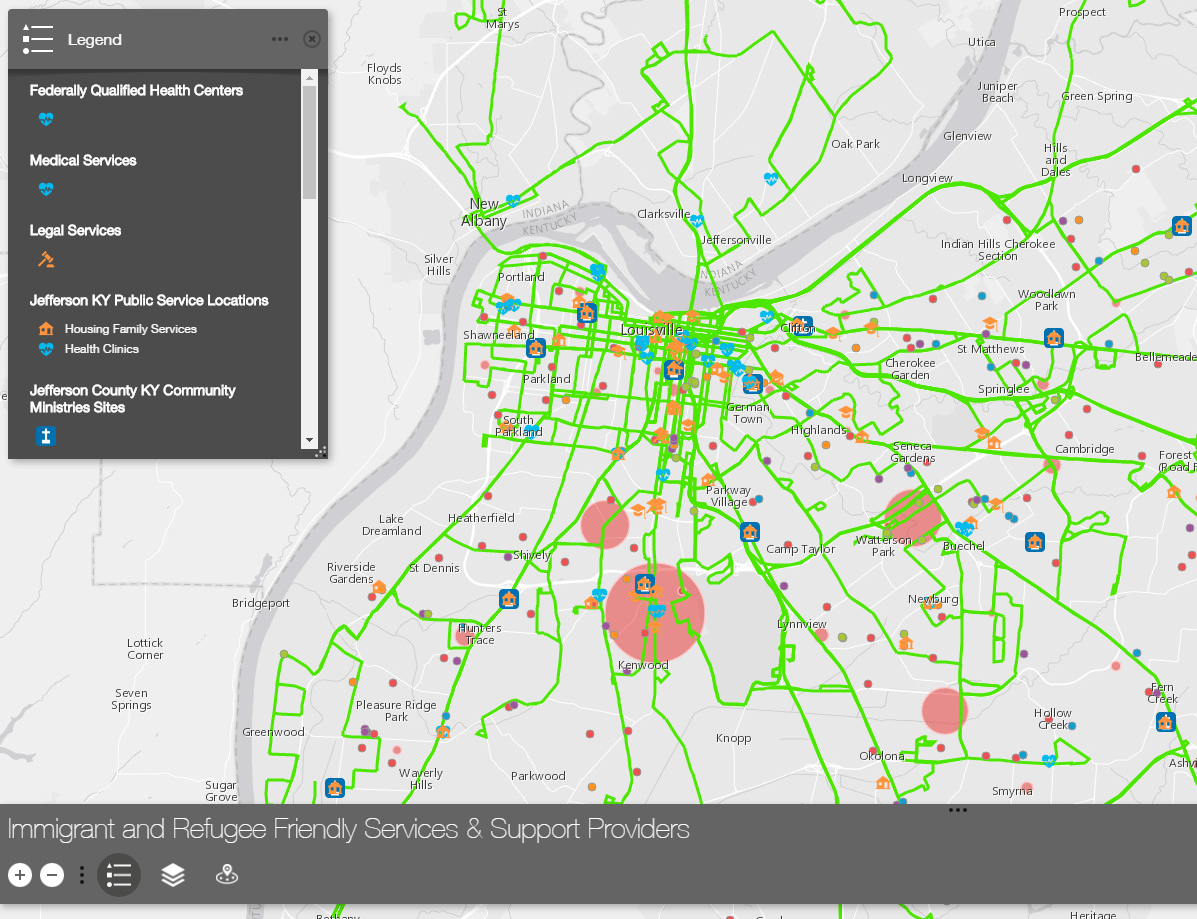 Legend
Federally Qualified Health Centers
Medical Services
Legal Services
Jefferson KY Public Service Locations
Housing Family Services
Health Clinics
Jefferson County KY Community
Ministries Sites
St
Marys
Prospect
Utica
Floyds
Knobs
Juniper
Beach
Green Spring
Glenview
Oak Park
Hills
and
Dales
Longview
New
Albany
INDIANA
KENTUCKY
Clarksville
Jeffersonville
Indian Hills Cherokee
Section
Silver
Hills
Portland
INDIANA
KENTUCKY
Woodlawn
Park
Louisville
Clifton
Shawneeland
St Matthews
Bellemeade
Cherokee
Garden
Parkland
Springlee
German
Town
South
Parkland
Highlands
Seneca
Gardens
Cambridge
Forest
(Road
Parkway
Village
Lake
Dreamland
Heatherfield
Watterson
Park
Buechel
Camp Taylor
Shively
St Dennis
Riverside
Gardens
Bridgeport
Newburg
Hunters
Trace
Lynnview
Lottick
Corner
Kenwood
Seven
Springs
Fern
Creek
Pleasure Ridge
Park
Hollow
Creek
Greenwood
Knopp
Okolona
Waverly
Hills
Parkwood
Sugar
Grove
Smyrna
Immigrant and Refugee Friendly Services & Support Providers
Heritage